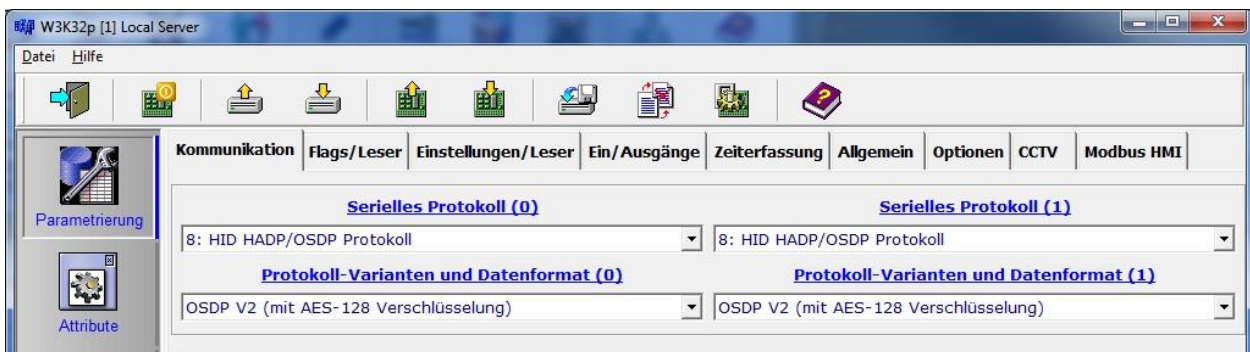 W3K32p [1] Local Server
Datei Hilfe
Kommunikation Flags/Leser Einstellungen/Leser Ein/Ausgänge Zeiterfassung Allgemein Optionen CCTV Modbus HMI
Parametrierung
Attribute
Serielles Protokoll (0) Serielles Protokoll (1)
8: HID HADP/OSDP Protokoll 8: HID HADP/OSDP Protokoll
Protokoll-Varianten und Datenformat (0) Protokoll-Varianten und Datenformat (1)
OSDP V2 (mit AES-128 Verschlüsselung) OSDP V2 (mit AES-128 Verschlüsselung)